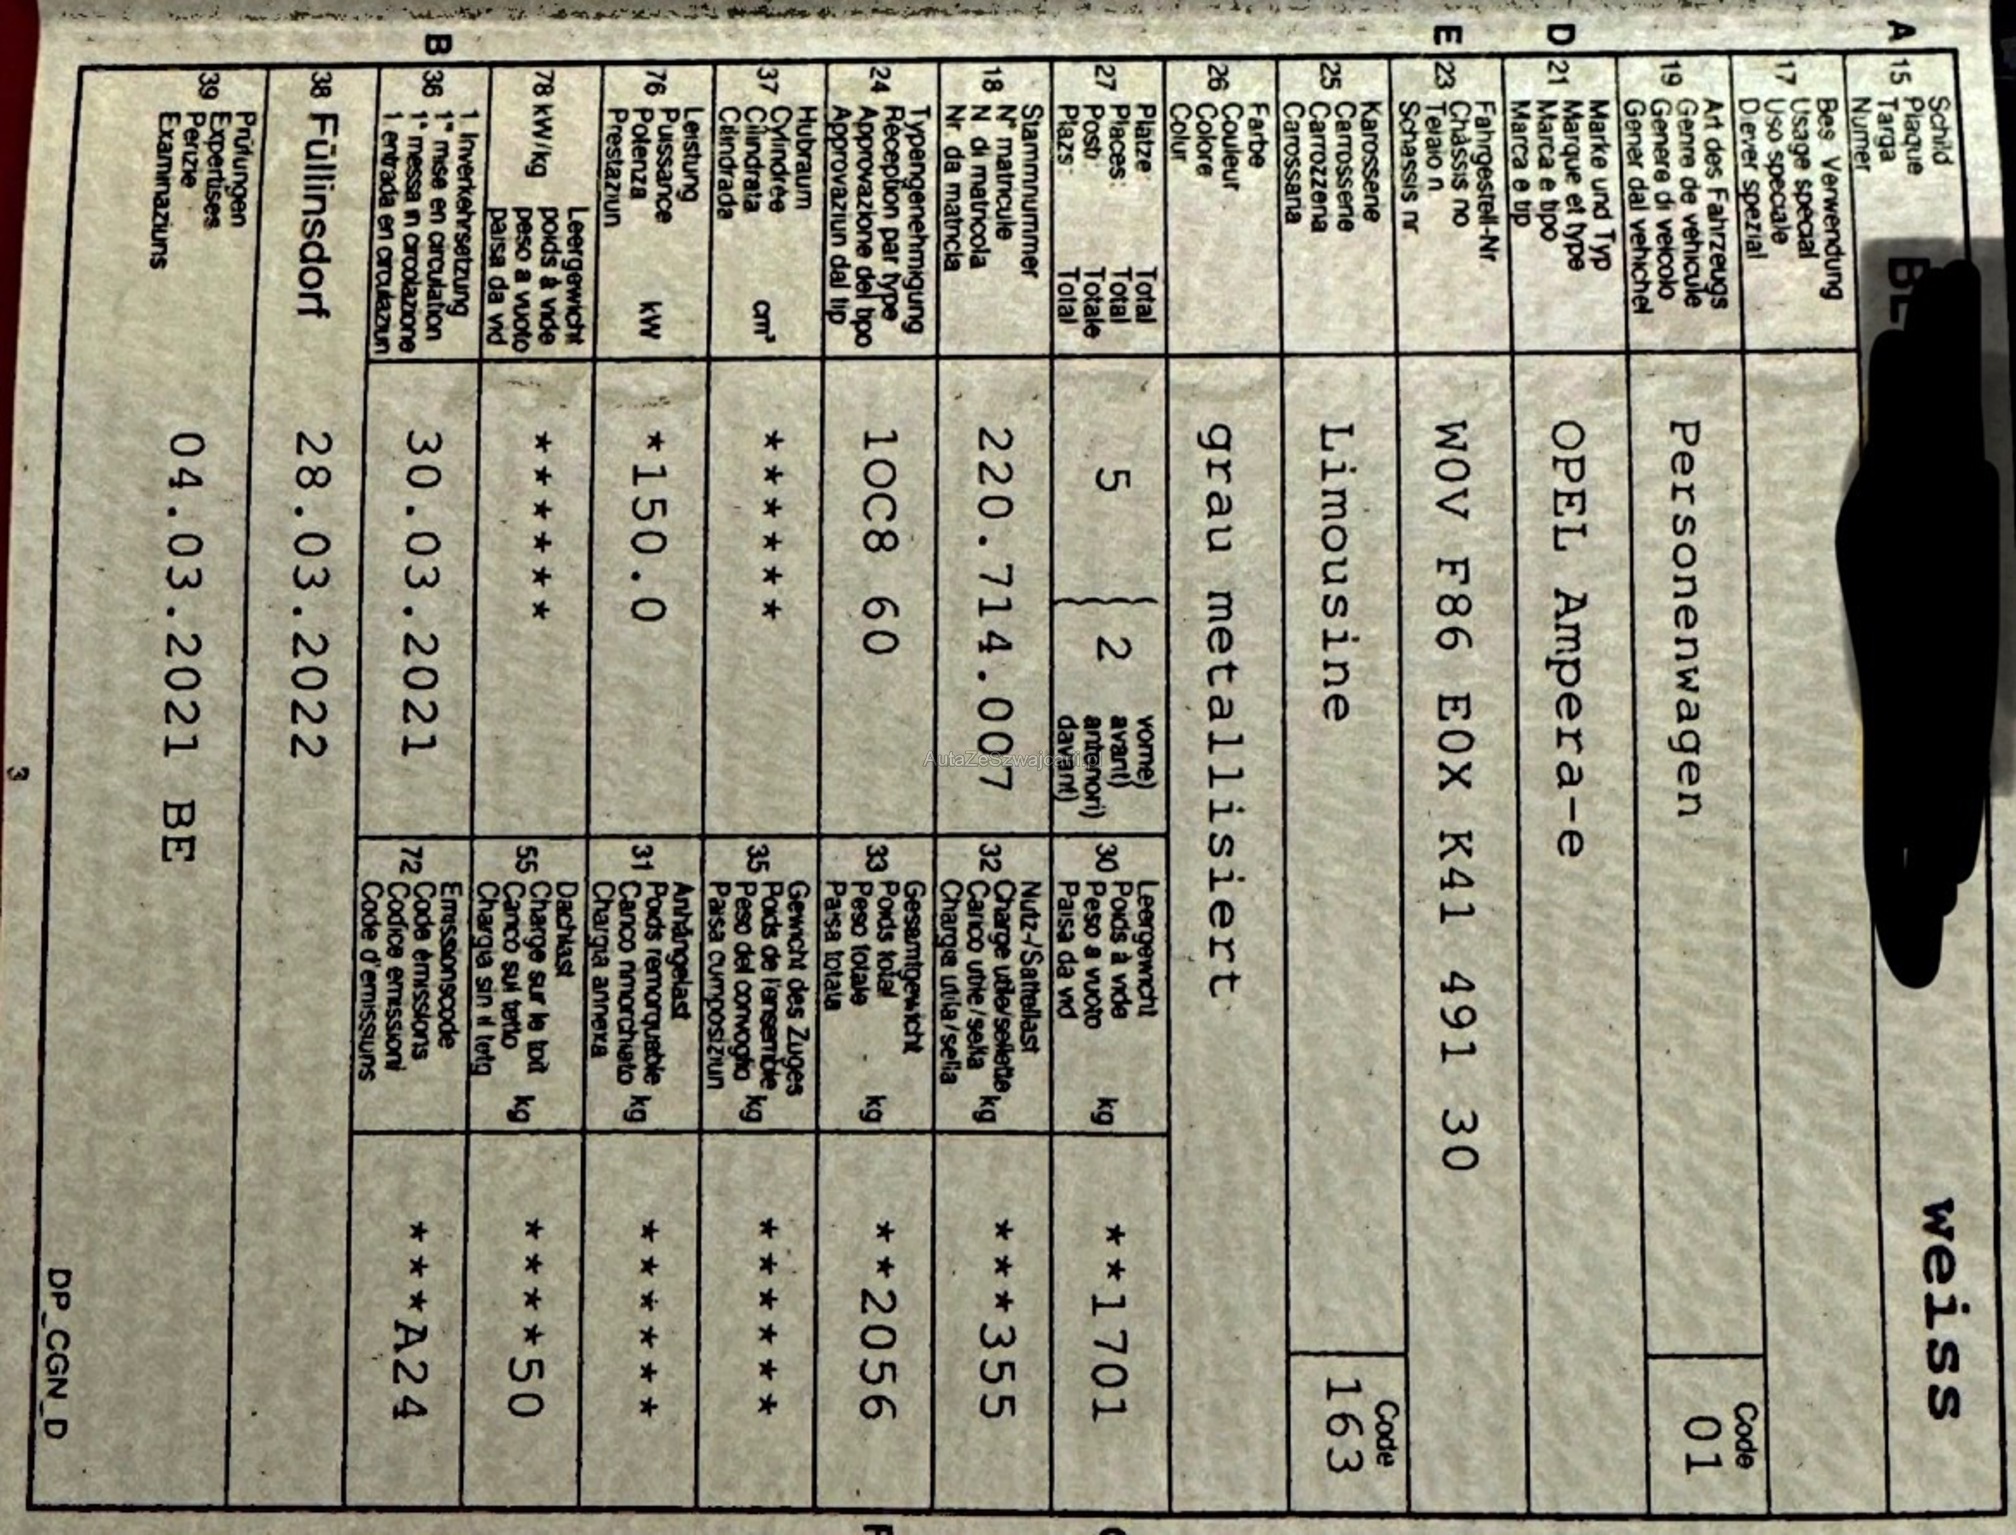 A
15 Schild
Plaque
Targa
Numer
weiss
17 Bes. Verwendung
Usage spécial
Uso speciale
Diever spezial
19 Art des Fahrzeugs
Genre de véhicule
Genere di veicolo
Gener dal vehichel
Personenwagen
Code
01
D
21 Marke und Typ
Marque et type
Marca e tipo
Marca e tip
OPEL Ampera-e
E
23 Fahrgestell-Nr.
Châssis no
Telaio n.
Schassis nr.
W0V F86 E0X K41 491 30
25 Karosserie
Carrosserie
Carrozzeria
Carossaria
Limousine
Code
163
26 Farbe
Couleur
Colore
Colur
grau metallisiert
27 Plätze: Total
Places: Total
Posti: Totale
Plazs: Total
5 ( 2 vorne)
avant)
anteriori)
davant)
30 Leergewicht
Poids à vide
Peso a vuoto
Paisa da vid
kg
**1701
18 Stammnummer
N° matricule
N. di matricola
Nr. da matricla
220.714.007
32 Nutz-/Sattellast
Charge utile/sellette
Carico utile/sella
Chargia utila/sella
kg
***355
24 Typengenehmigung
Réception par type
Approvazione del tipo
Approvaziun dal tip
1OC8 60
33 Gesamtgewicht
Poids total
Peso totale
Paisa totala
kg
**2056
37 Hubraum
Cylindrée
Cilindrata
Cilindrada
cm³
******
35 Gewicht des Zuges
Poids de l'ensemble
Peso del convoglio
Paisa cumposiziun
kg
******
76 Leistung
Puissance
Potenza
Prestaziun
kW
*150.0
31 Anhängelast
Poids remorquable
Carico rimorchiato
Chargia annexa
kg
******
78 kW/kg Leergewicht
poids à vide
peso a vuoto
paisa da vid
******
55 Dachlast
Charge sur le toit
Carico sul tetto
Chargia sin il tetg
kg
****50
B
36 1. Inverkehrsetzung
1re mise en circulation
1a messa in circolazione
1. entrada en circulaziun
30.03.2021
72 Emissionscode
Code émissions
Codice emissioni
Code d'emissiuns
***A24
38 Füllinsdorf
28.03.2022
39 Prüfungen
Expertises
Perizie
Examinaziuns
04.03.2021 BE
3
DP_CGN_D
AutaZeSzwajcarii.pl